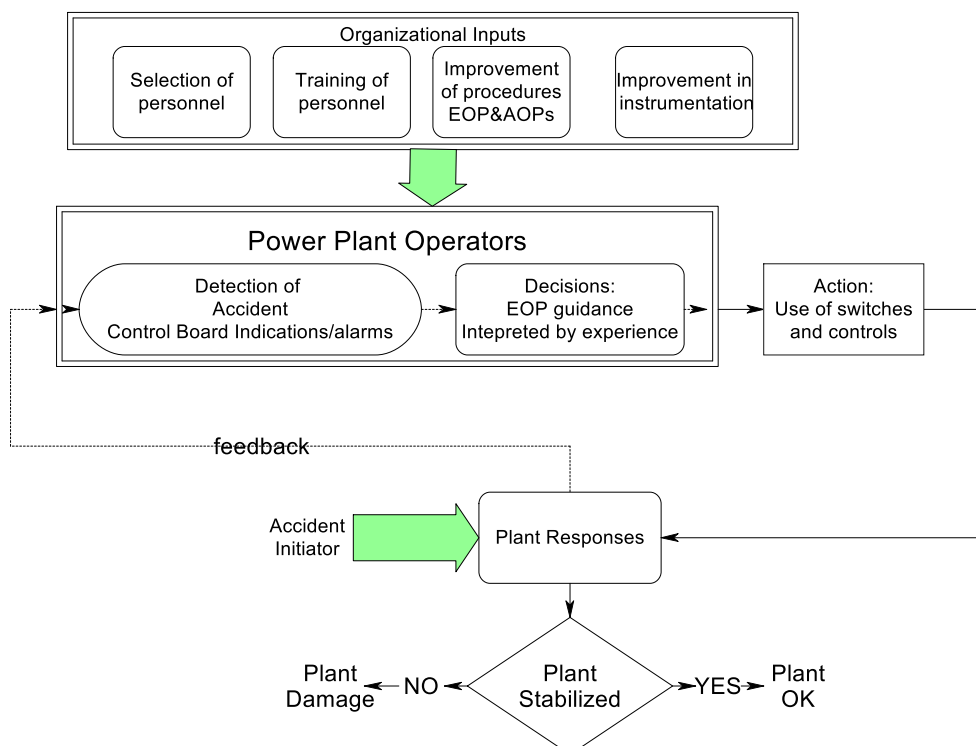 Organizational Inputs
Selection of
personnel
Training of
personnel
Improvement
of procedures
EOP&AOPs
Improvement in
instrumentation
Power Plant Operators
Detection of
Accident
Control Board Indications/alarms
Decisions:
EOP guidance
Intepreted by experience
Action:
Use of switches
and controls
feedback
Accident
Initiator
Plant Responses
Plant
Damage
NO
Plant
Stabilized
YES
Plant
OK